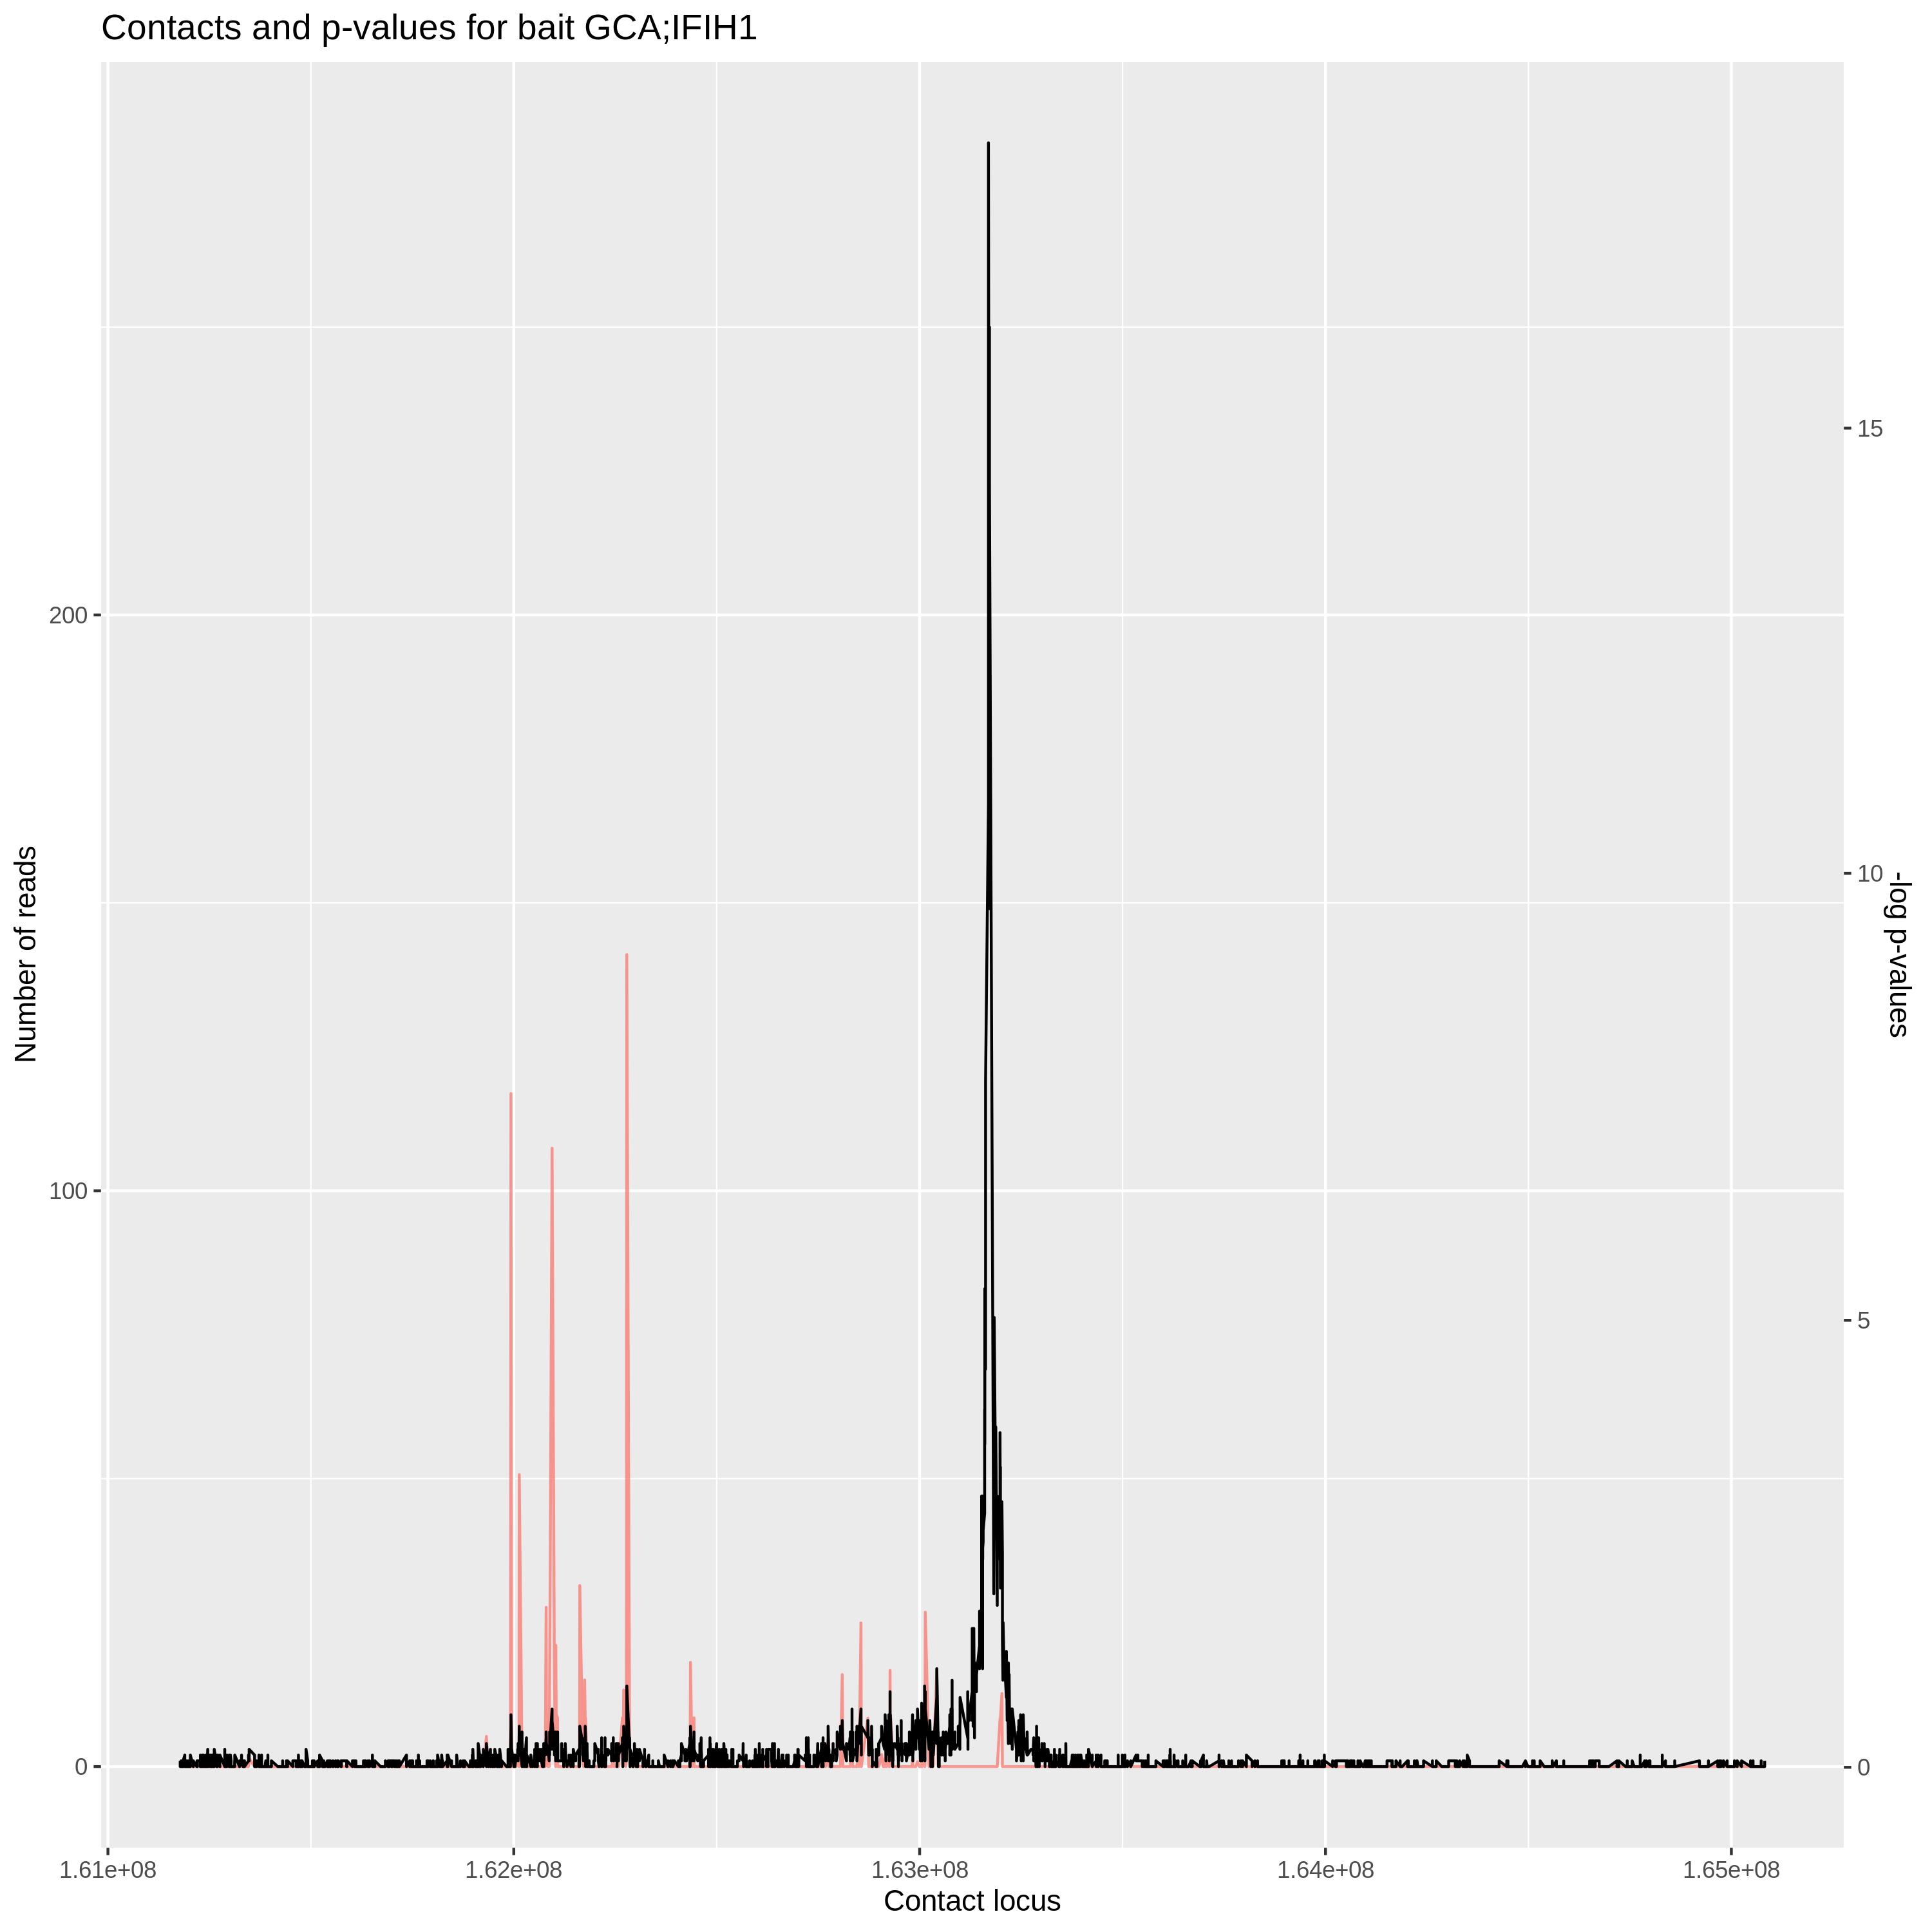 Contacts and p-values for bait GCA;IFIH1
Number of reads
200
100
0
15
10
5
0
-log p-values
1.61e+08 1.62e+08 1.63e+08 1.64e+08 1.65e+08
Contact locus